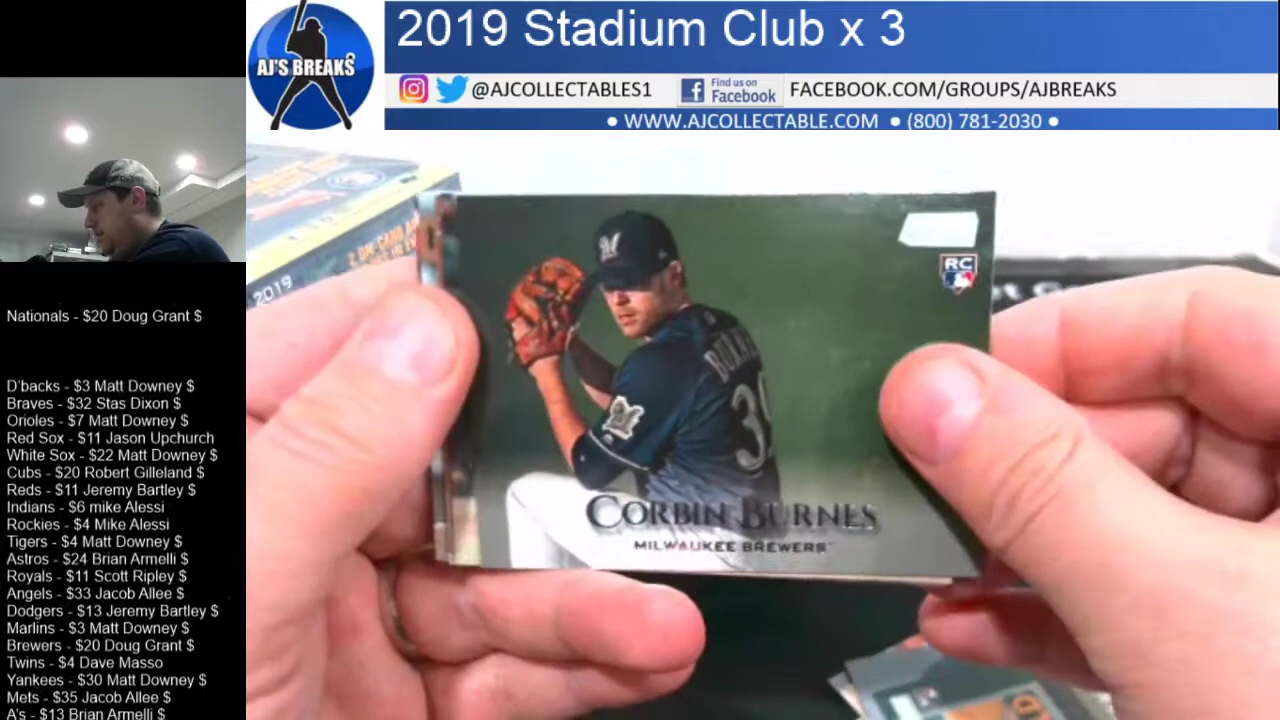 2019 Stadium Club x 3
AJ'S BREAKS
@AJCOLLECTABLES1
Find us on
Facebook
FACEBOOK.COM/GROUPS/AJBREAKS
● WWW.AJCOLLECTABLE.COM ● (800) 781-2030 ●
Nationals - $20 Doug Grant $
D'backs - $3 Matt Downey $
Braves - $32 Stas Dixon $
Orioles - $7 Matt Downey $
Red Sox - $11 Jason Upchurch
White Sox - $22 Matt Downey $
Cubs - $20 Robert Gilleland $
Reds - $11 Jeremy Bartley $
Indians - $6 mike Alessi
Rockies - $4 Mike Alessi
Tigers - $4 Matt Downey $
Astros - $24 Brian Armelli $
Royals - $11 Scott Ripley $
Angels - $33 Jacob Allee $
Dodgers - $13 Jeremy Bartley $
Marlins - $3 Matt Downey $
Brewers - $20 Doug Grant $
Twins - $4 Dave Masso
Yankees - $30 Matt Downey $
Mets - $35 Jacob Allee $
A's - $13 Brian Armelli $
2019
RC
M
CORBIN BURNES
MILWAUKEE BREWERS